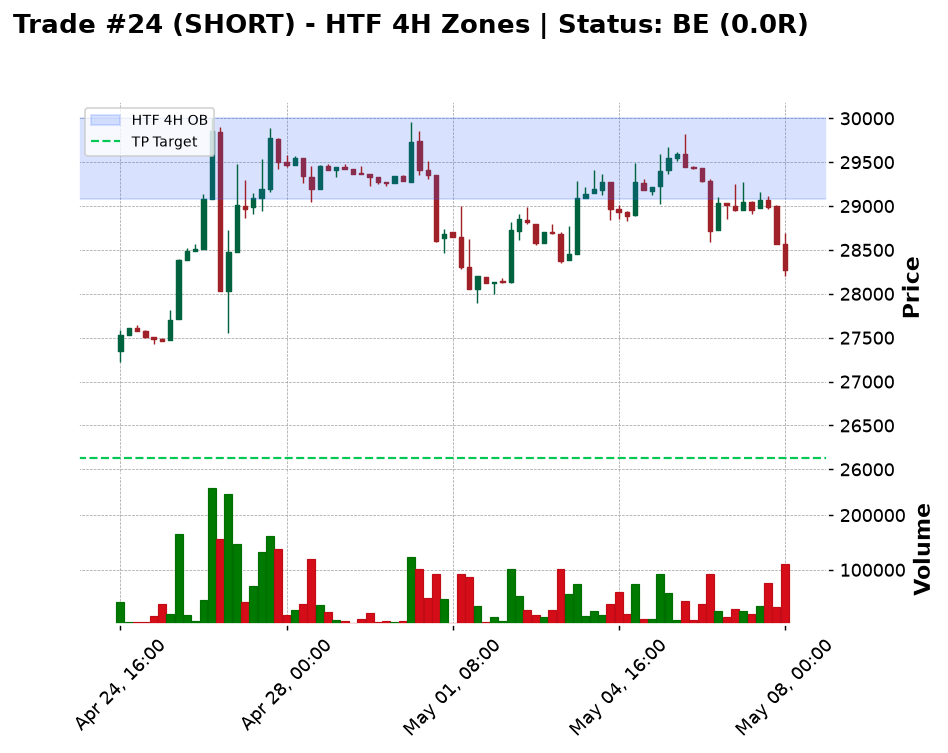 Trade #24 (SHORT) - HTF 4H Zones | Status: BE (0.0R)
HTF 4H OB
TP Target
30000
29500
29000
28500
28000
27500
27000
26500
26000
Price
200000
100000
Volume
Apr 24, 16:00
Apr 28, 00:00
May 01, 08:00
May 04, 16:00
May 08, 00:00